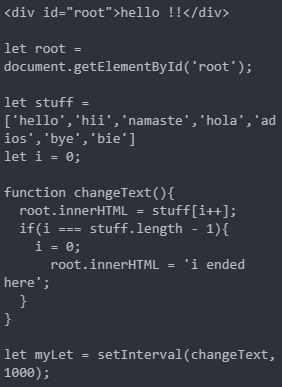 <div id="root">hello !!</div>
let root =
document.getElementById('root');
let stuff =
['hello','hii','namaste','hola','ad
ios','bye','bie']
let i = 0;
function changeText(){
  root.innerHTML = stuff[i++];
  if(i === stuff.length - 1){
    i = 0;
      root.innerHTML = 'i ended
here';
  }
}
let myLet = setInterval(changeText,
1000);